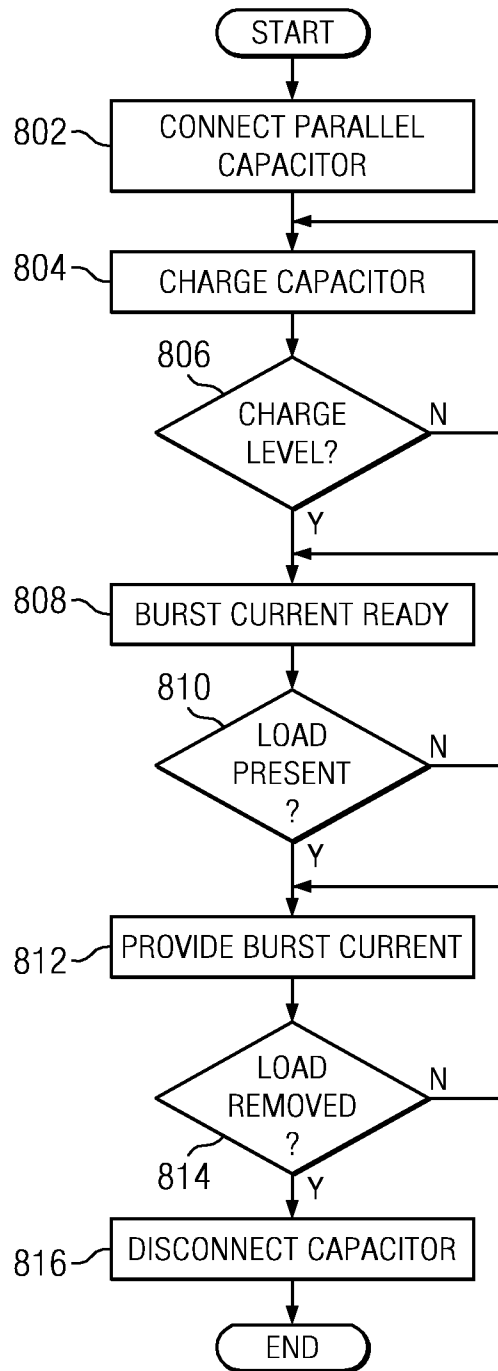 START
802
CONNECT PARALLEL
CAPACITOR
804
CHARGE CAPACITOR
806
CHARGE
LEVEL?
N
Y
808
BURST CURRENT READY
810
LOAD
PRESENT
?
N
Y
812
PROVIDE BURST CURRENT
LOAD
REMOVED
?
N
814
Y
816
DISCONNECT CAPACITOR
END